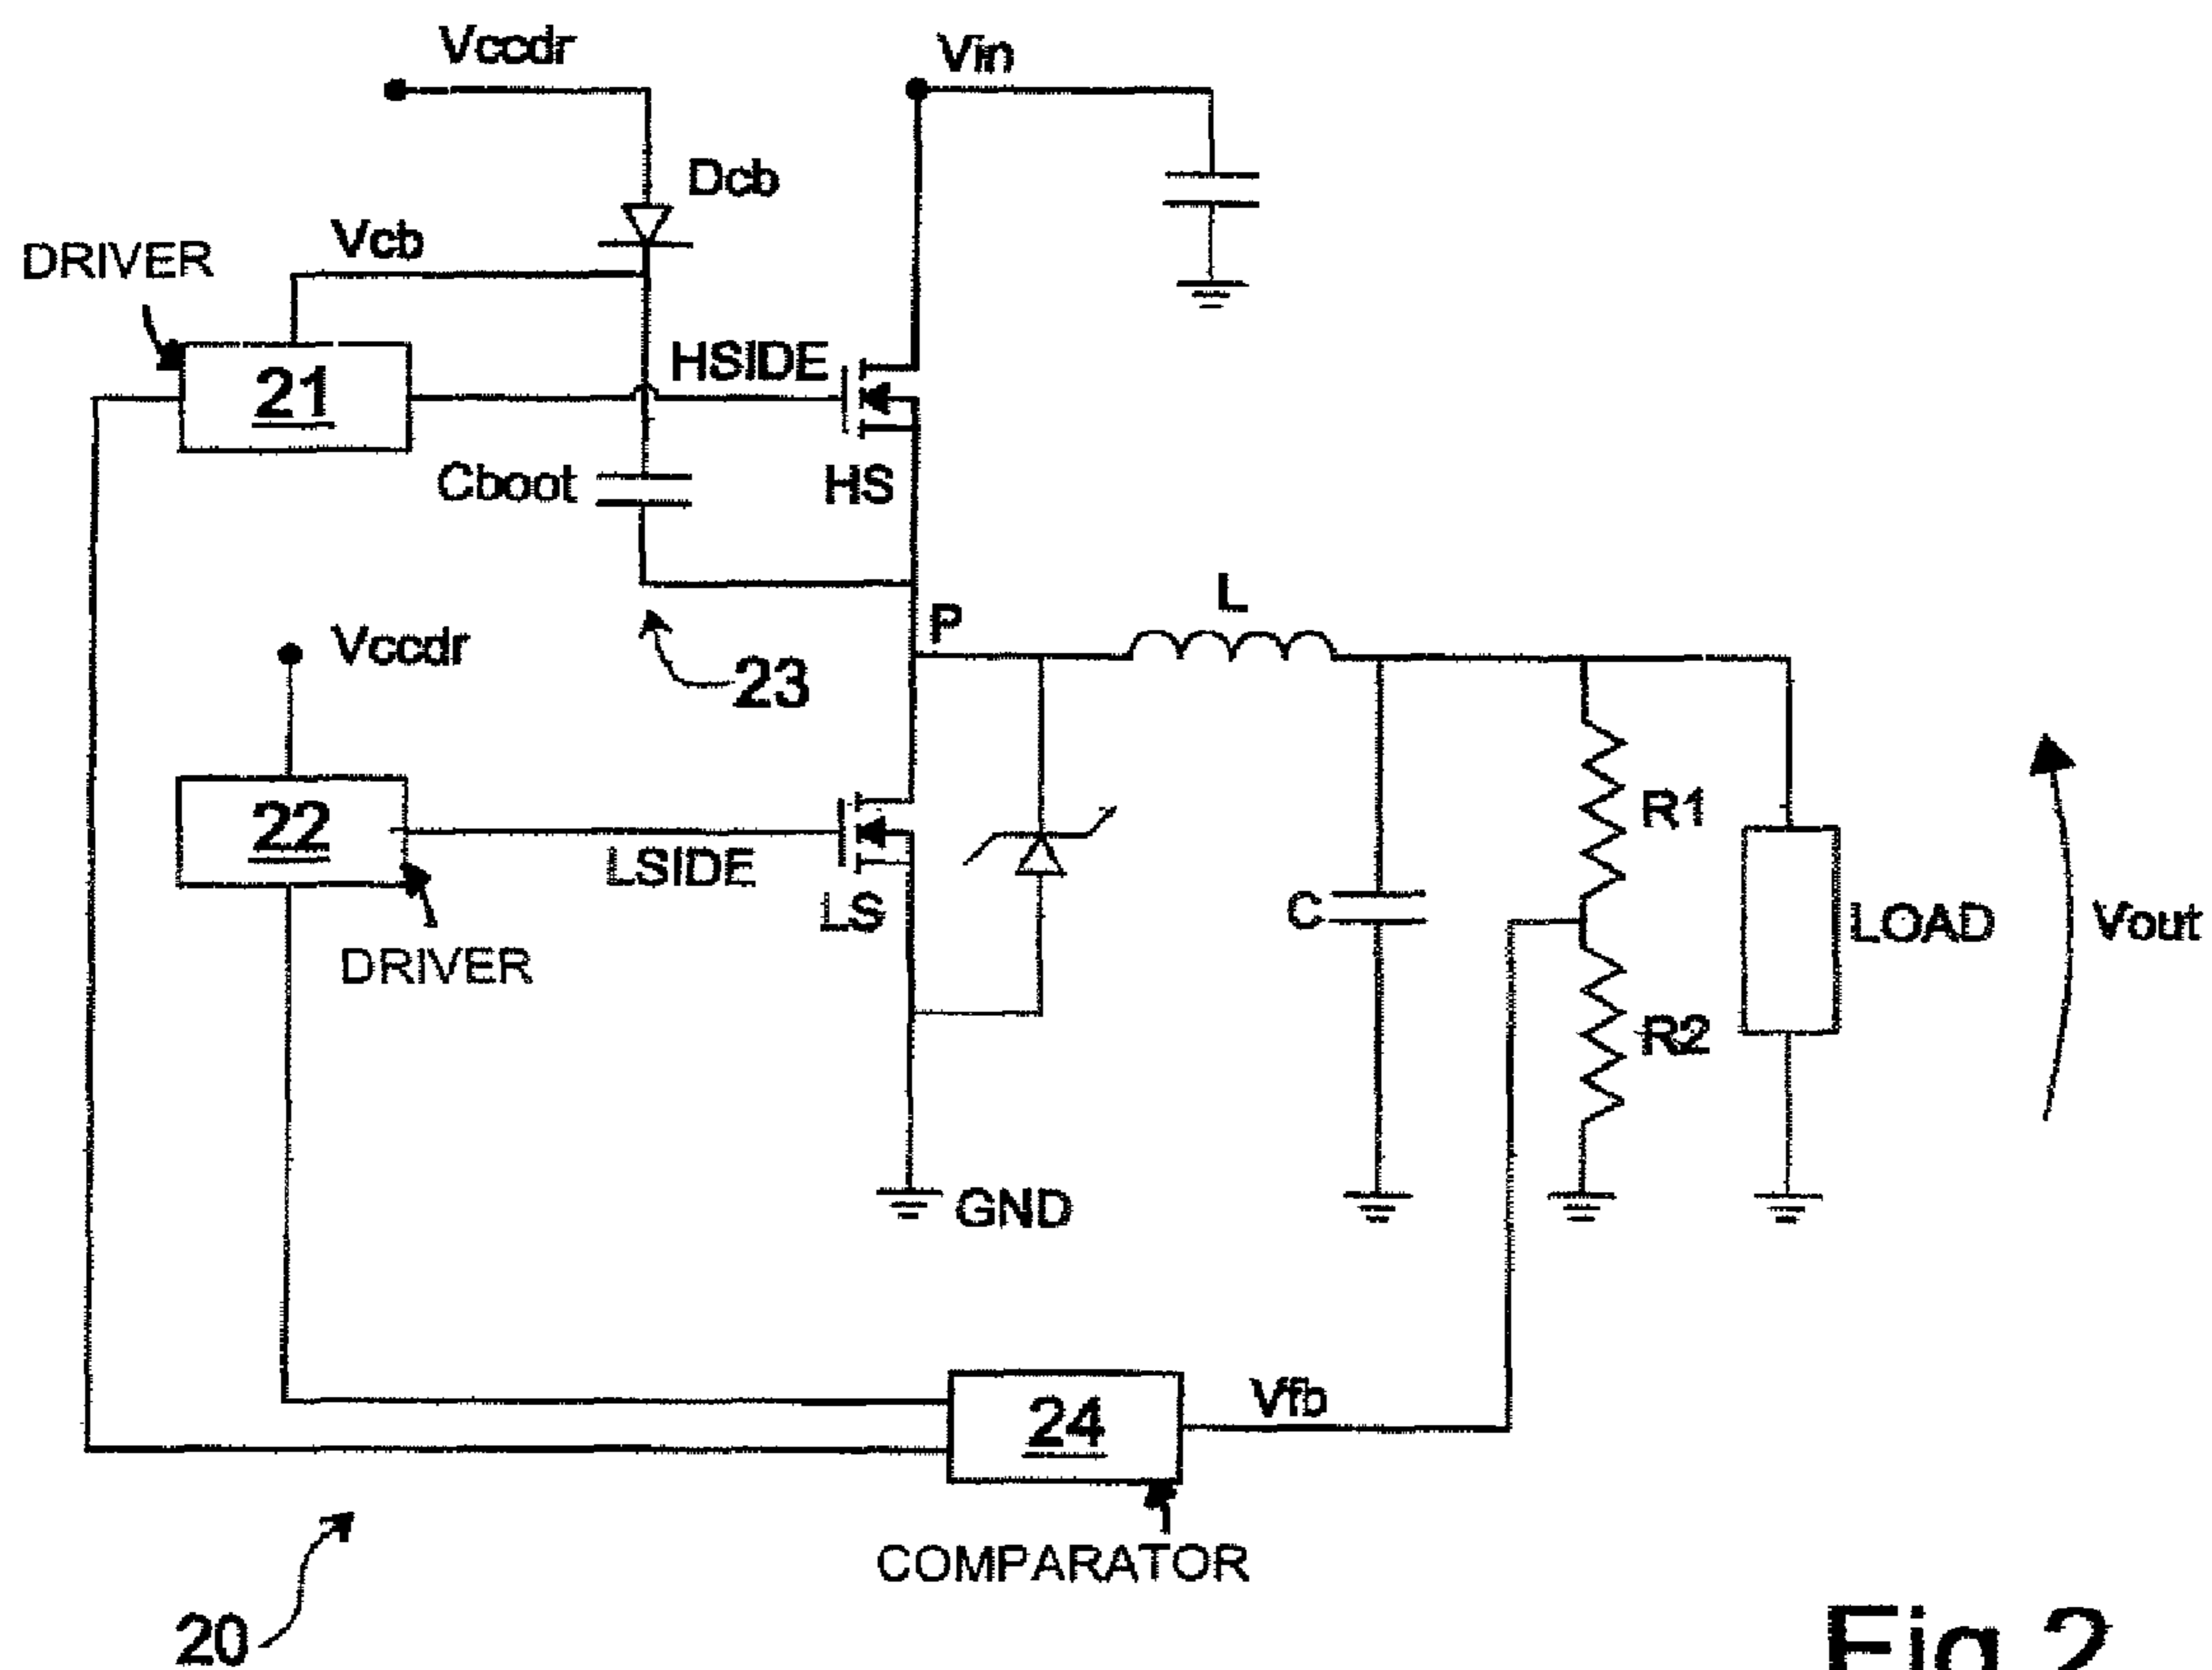 Vccdr
Vin
Dcb
Vcb
DRIVER
21
HSIDE
Cboot
HS
L
P
Vccdr
23
22
R1
LSIDE
LS
C
LOAD
Vout
DRIVER
R2
GND
Vfb
24
COMPARATOR
20
Fig.2